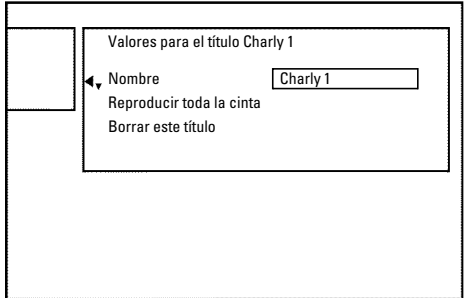 Valores para el título Charly 1
Nombre Charly 1
Reproducir toda la cinta
Borrar este título